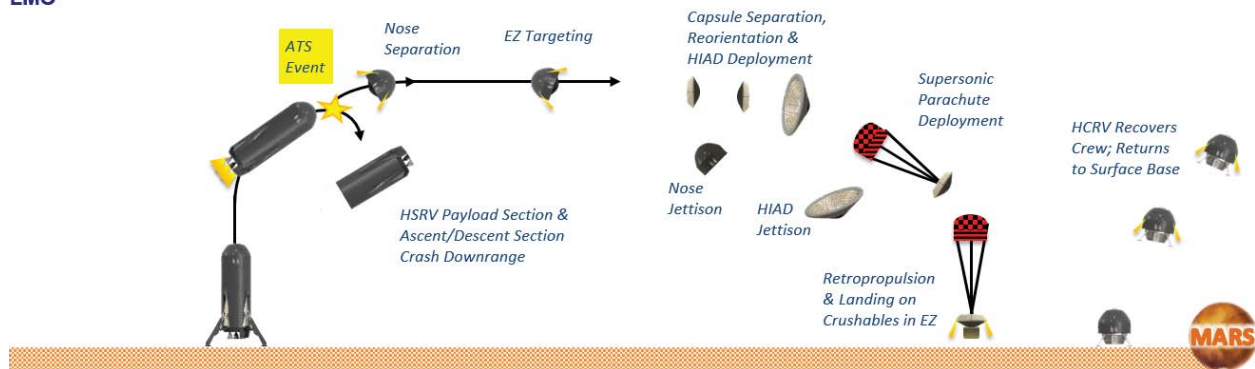 LMO
ATS
Event
Nose
Separation
EZ Targeting
Capsule Separation,
Reorientation &
HIAD Deployment
Supersonic
Parachute
Deployment
HCRV Recovers
Crew; Returns
to Surface Base
HSRV Payload Section &
Ascent/Descent Section
Crash Downrange
Nose
Jettison
HIAD
Jettison
Retropropulsion
& Landing on
Crushables in EZ
MARS